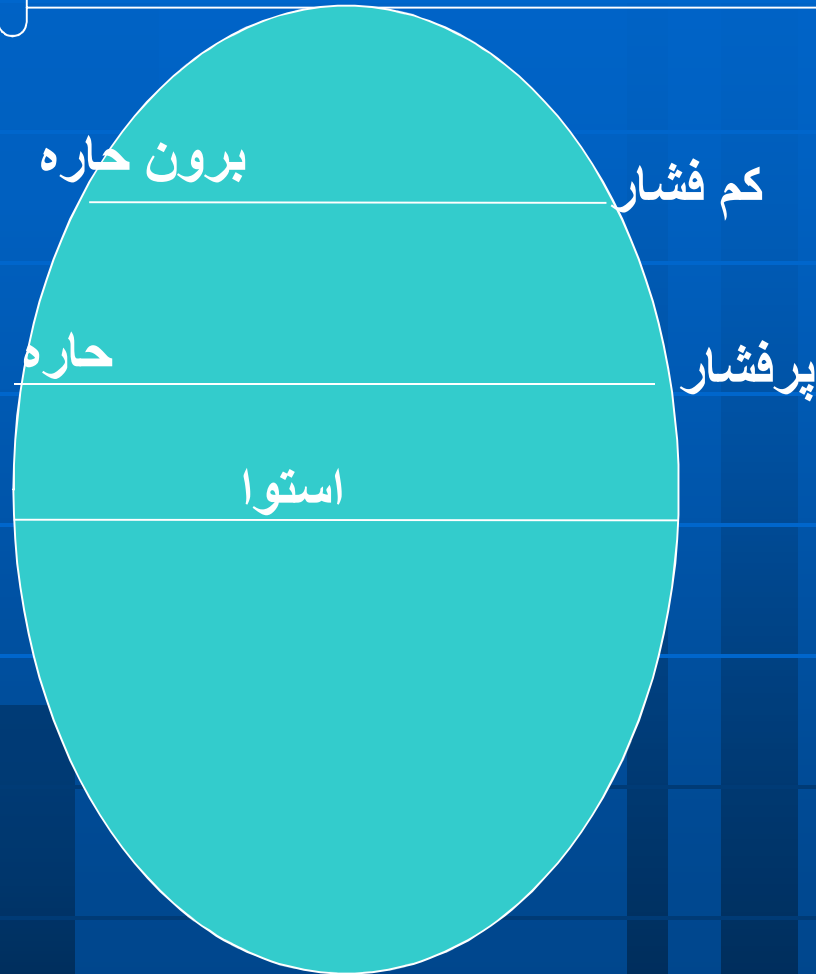 برون حاره
کم فشار
حاره
پرفشار
استوا